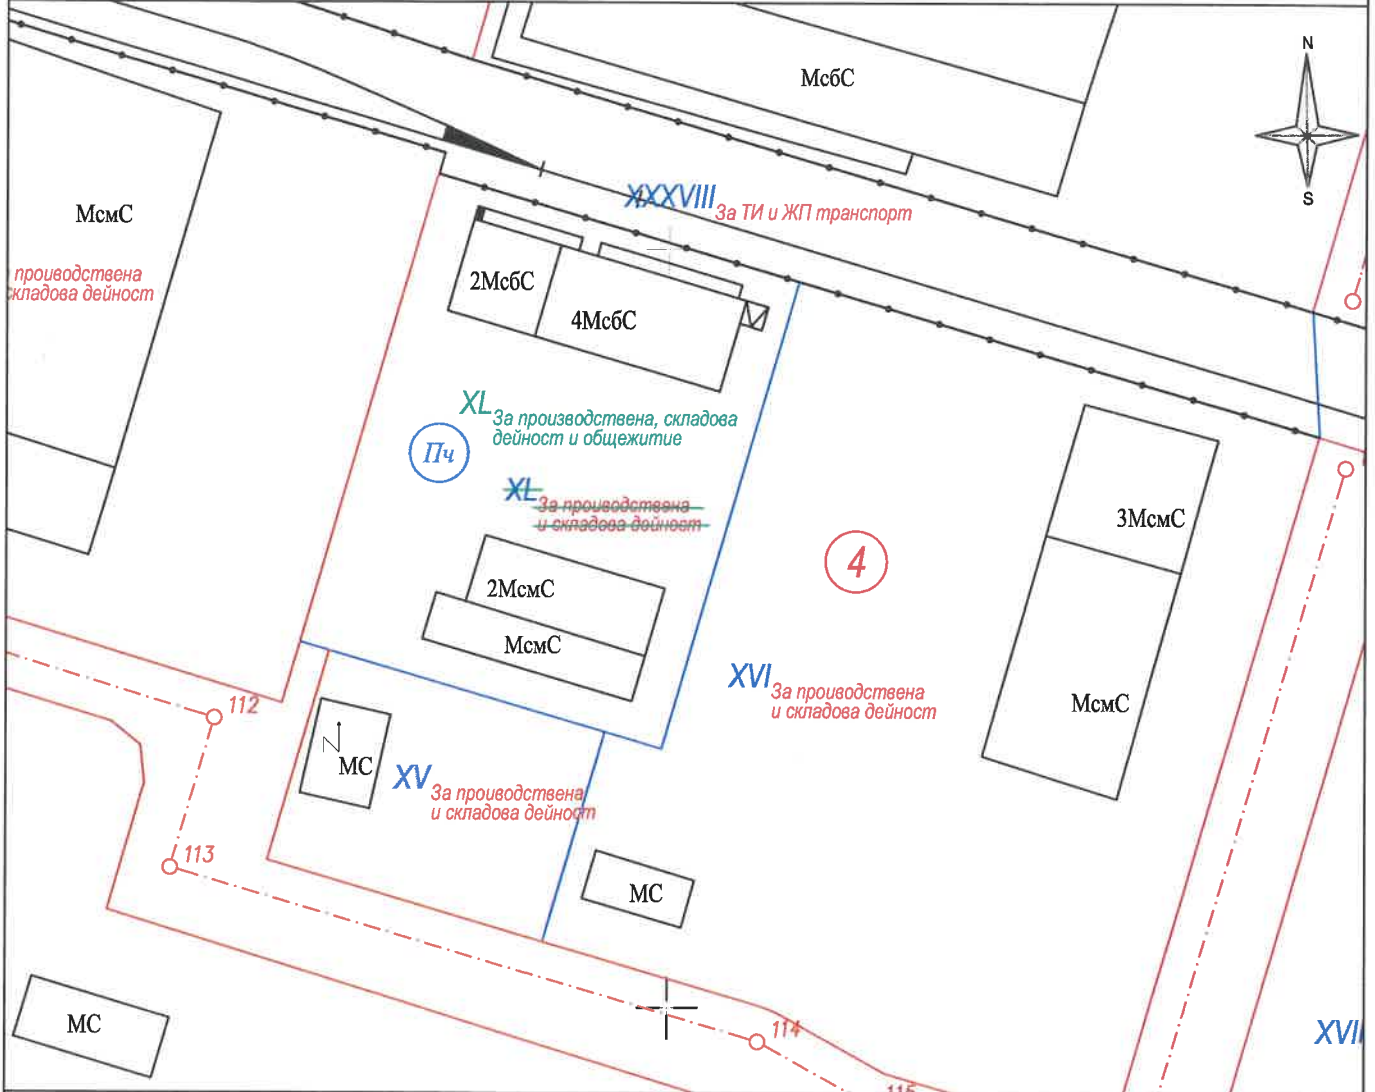 N
S
МсбС
МсмС
XXXVIII
За ТИ и ЖП транспорт
производствена
складова дейност
2МсбС
4МсбС
XL
За производствена, складова
дейност и общежитие
Пч
XL
За производствена
и складова дейност
4
3МсмС
2МсмС
МсмС
XVI
За производствена
и складова дейност
МсмС
112
МС
XV
За производствена
и складова дейност
113
МС
МС
114
XVII
115